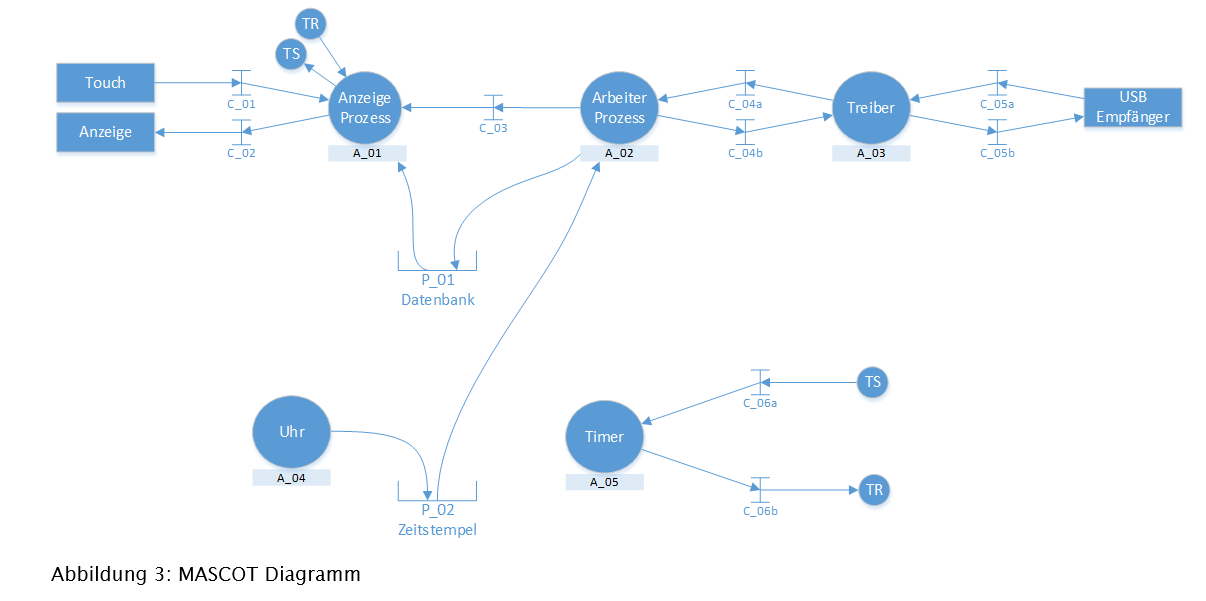 TR
TS
Touch
Anzeige
C_01
C_02
Anzeige
Prozess
A_01
C_03
Arbeiter
Prozess
A_02
C_04a
C_04b
Treiber
A_03
C_05a
C_05b
USB
Empfänger
P_01
Datenbank
Uhr
A_04
P_02
Zeitstempel
Timer
A_05
C_06a
TS
C_06b
TR
Abbildung 3: MASCOT Diagramm